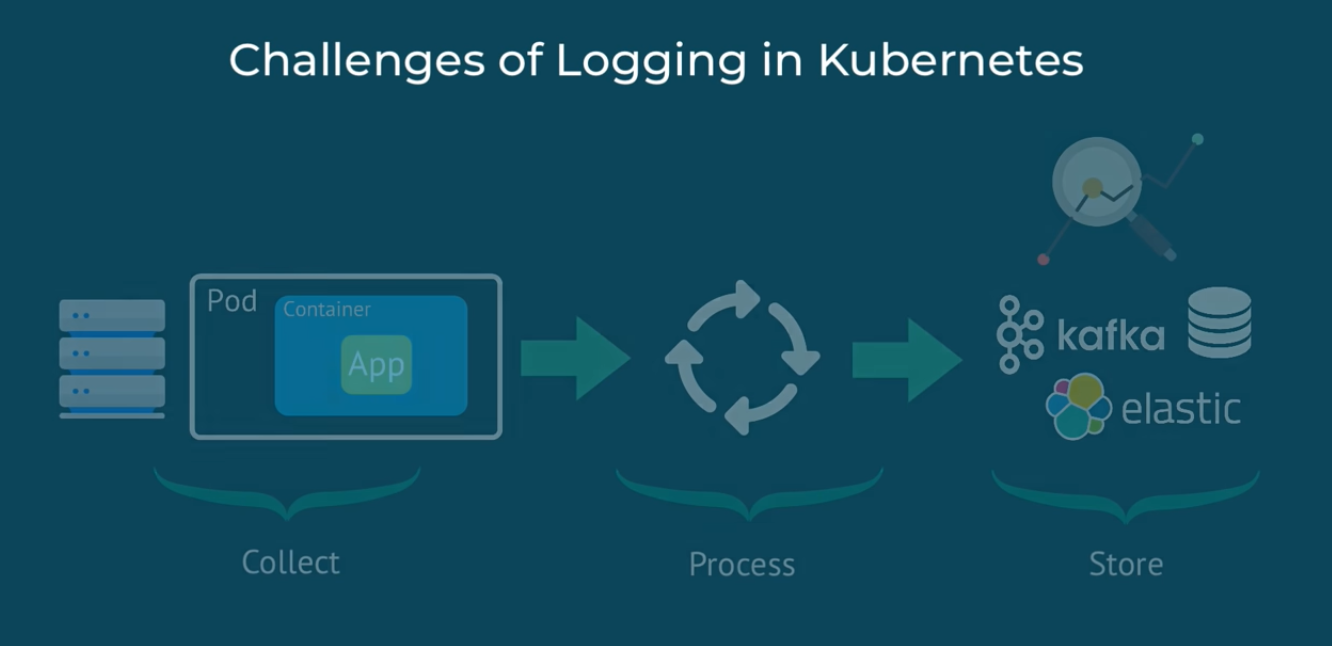 Challenges of Logging in Kubernetes
Pod
Container
App
kafka
elastic
Collect
Process
Store